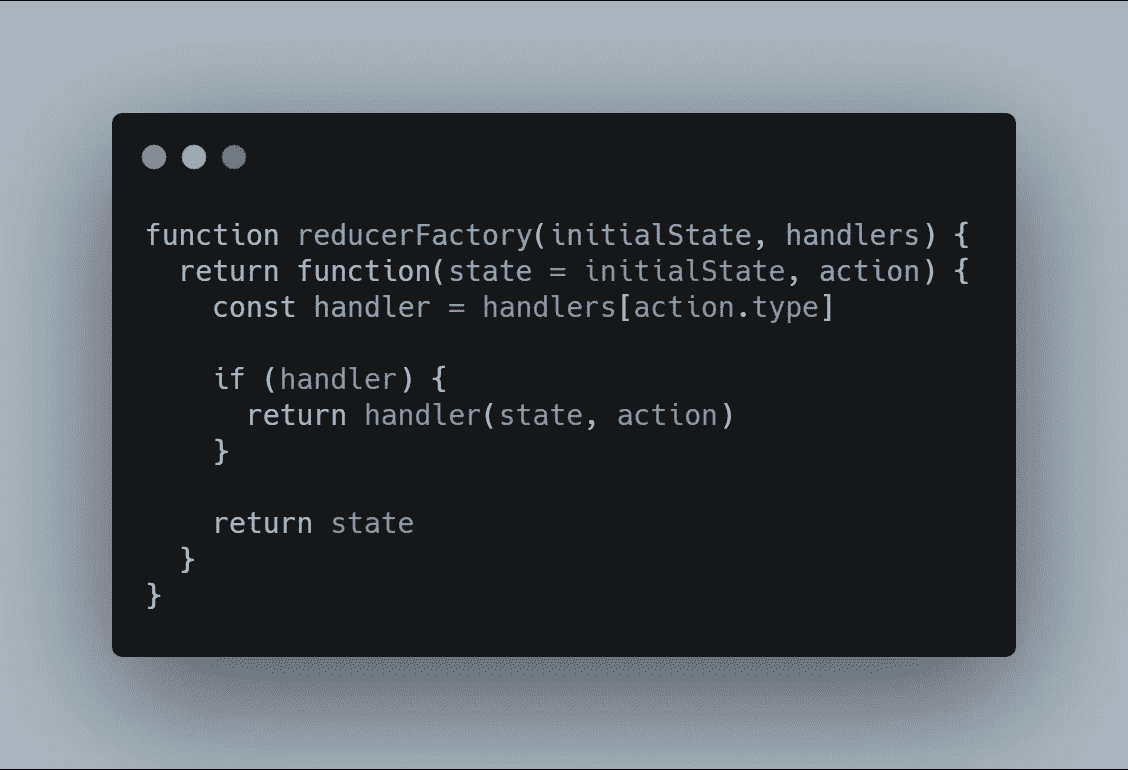 function reducerFactory(initialState, handlers) {
  return function(state = initialState, action) {
    const handler = handlers[action.type]

    if (handler) {
      return handler(state, action)
    }

    return state
  }
}